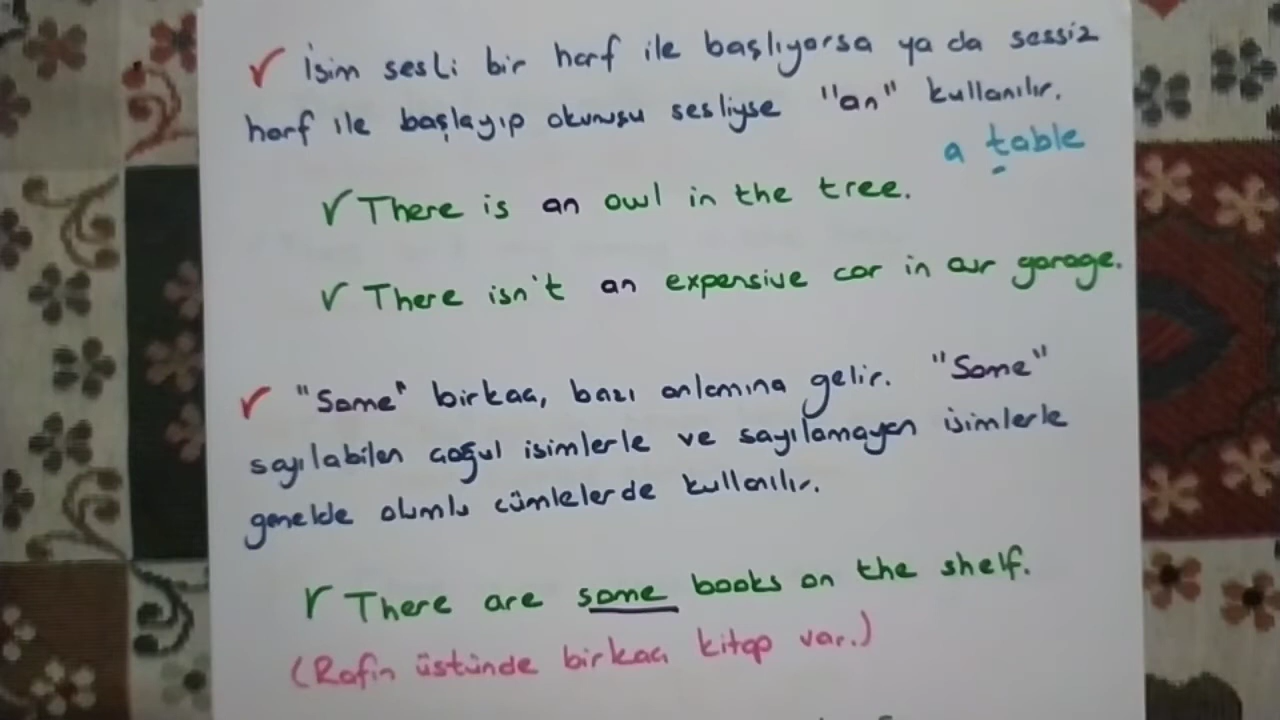 ✓ İsim sesli bir harf ile başlıyorsa ya da sessiz
harf ile başlayıp okunuşu sesliyse "an" kullanılır.
a table
✓ There is an owl in the tree.
✓ There isn't an expensive car in our garage.
✓ "Some" birkaç, bazı anlamına gelir. "Some"
sayılabilen çoğul isimlerle ve sayılamayan isimlerle
genelde olumlu cümlelerde kullanılır.
✓ There are some books on the shelf.
(Rafın üstünde birkaç kitap var.)